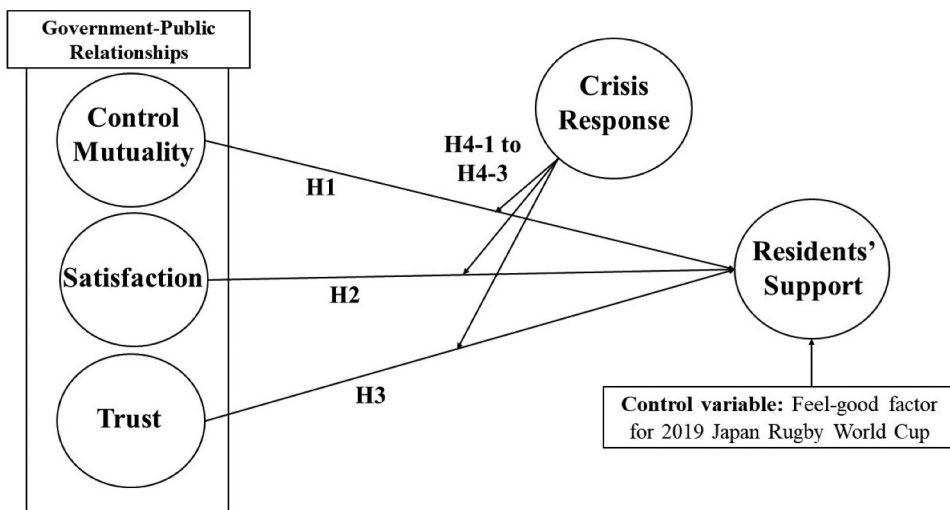 Government-Public
Relationships
Control
Mutuality
Satisfaction
Trust
H1
H2
H3
H4-1 to
H4-3
Crisis
Response
Residents’
Support
Control variable: Feel-good factor
for 2019 Japan Rugby World Cup